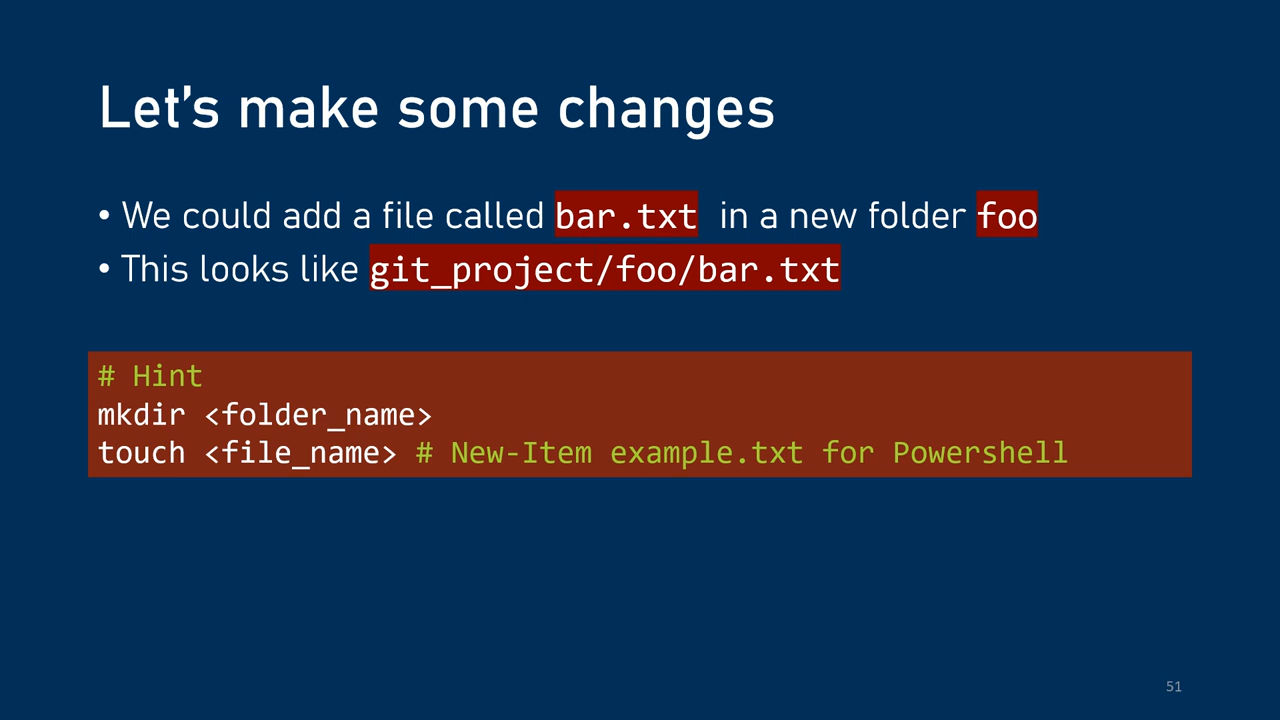 Let’s make some changes
• We could add a file called bar.txt in a new folder foo
• This looks like git_project/foo/bar.txt
# Hint
mkdir <folder_name>
touch <file_name> # New-Item example.txt for Powershell
51